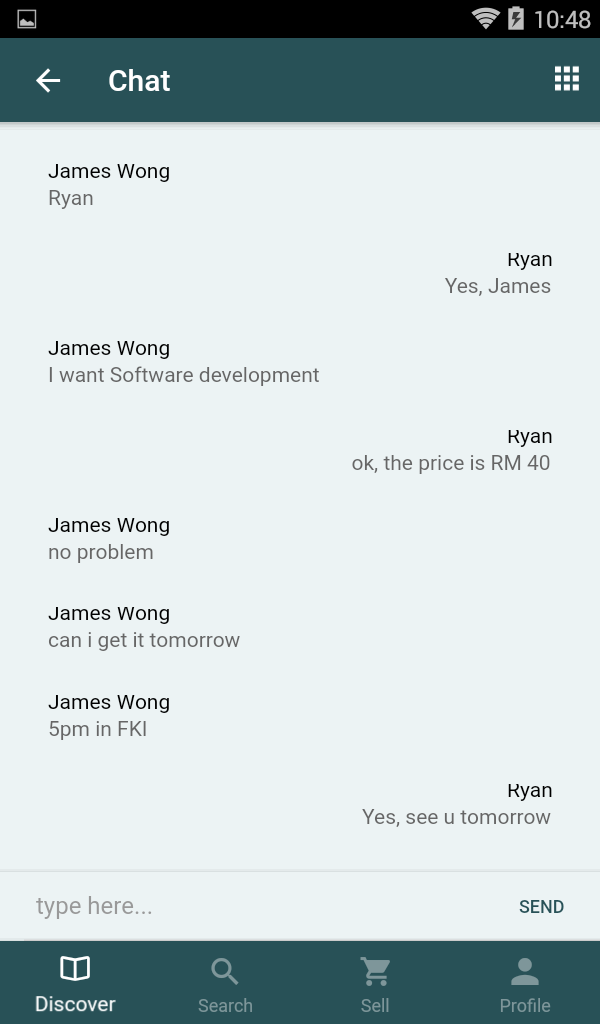 10:48
Chat
James Wong
Ryan
Ryan
Yes, James
James Wong
I want Software development
Ryan
ok, the price is RM 40
James Wong
no problem
James Wong
can i get it tomorrow
James Wong
5pm in FKI
Ryan
Yes, see u tomorrow
type here...
SEND
Discover
Search
Sell
Profile